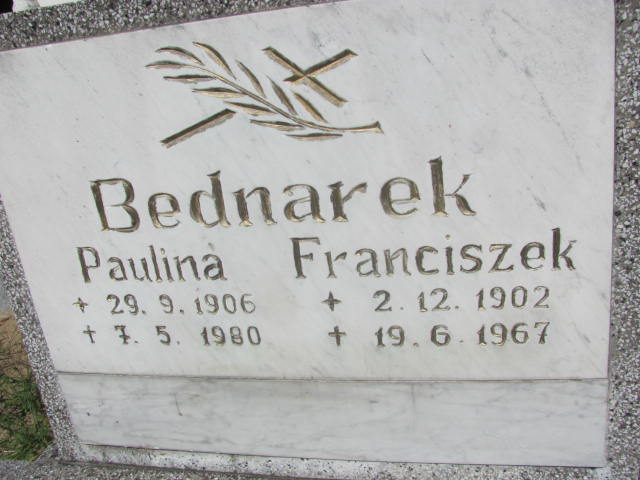 Bednarek
Paulina Franciszek
+ 29. 9. 1906 + 2. 12. 1902
+ 7. 5. 1980 + 19. 6. 1967